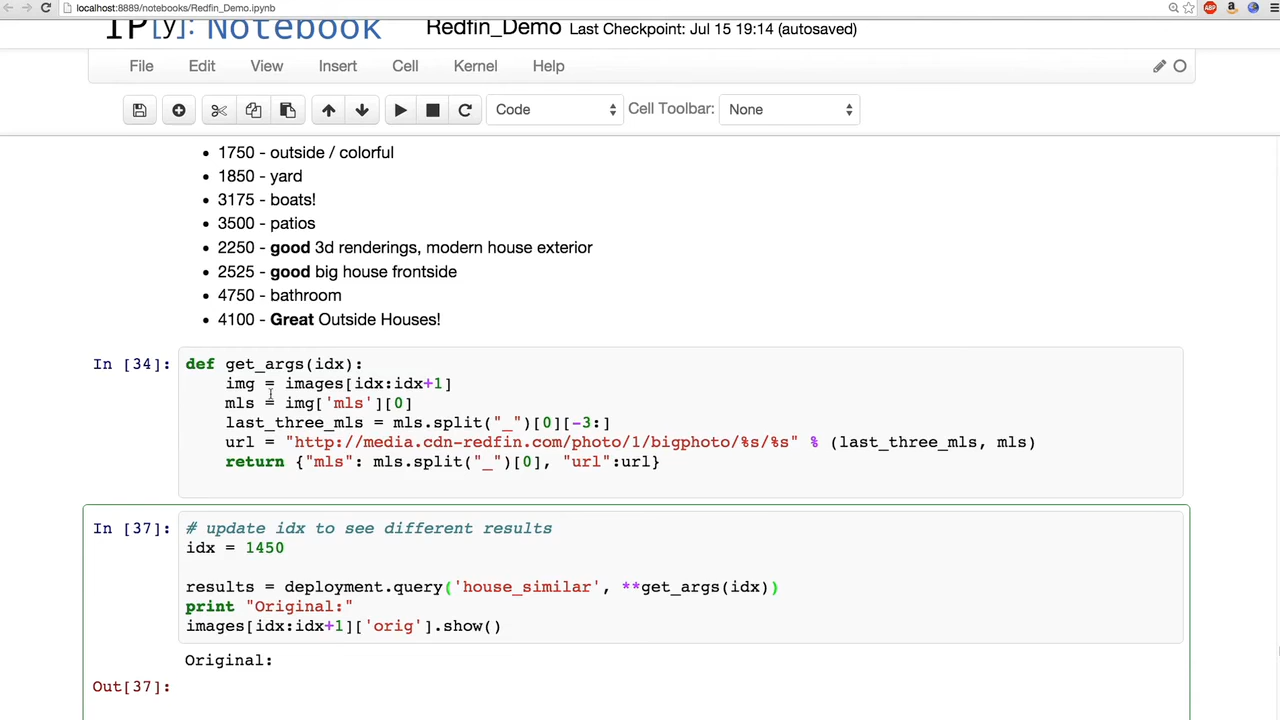 localhost:8889/notebooks/Redfin_Demo.ipynb
IP[y]: Notebook Redfin_Demo Last Checkpoint: Jul 15 19:14 (autosaved)
File Edit View Insert Cell Kernel Help
Code Cell Toolbar: None
• 1750 - outside / colorful
• 1850 - yard
• 3175 - boats!
• 3500 - patios
• 2250 - good 3d renderings, modern house exterior
• 2525 - good big house frontside
• 4750 - bathroom
• 4100 - Great Outside Houses!
In [34]: def get_args(idx):
    img = images[idx:idx+1]
    mls = img['mls'][0]
    last_three_mls = mls.split("_")[0][-3:]
    url = "http://media.cdn-redfin.com/photo/1/bigphoto/%s/%s" % (last_three_mls, mls)
    return {"mls": mls.split("_")[0], "url":url}
In [37]: # update idx to see different results
idx = 1450
results = deployment.query('house_similar', **get_args(idx))
print "Original:"
images[idx:idx+1]['orig'].show()
Original:
Out[37]: